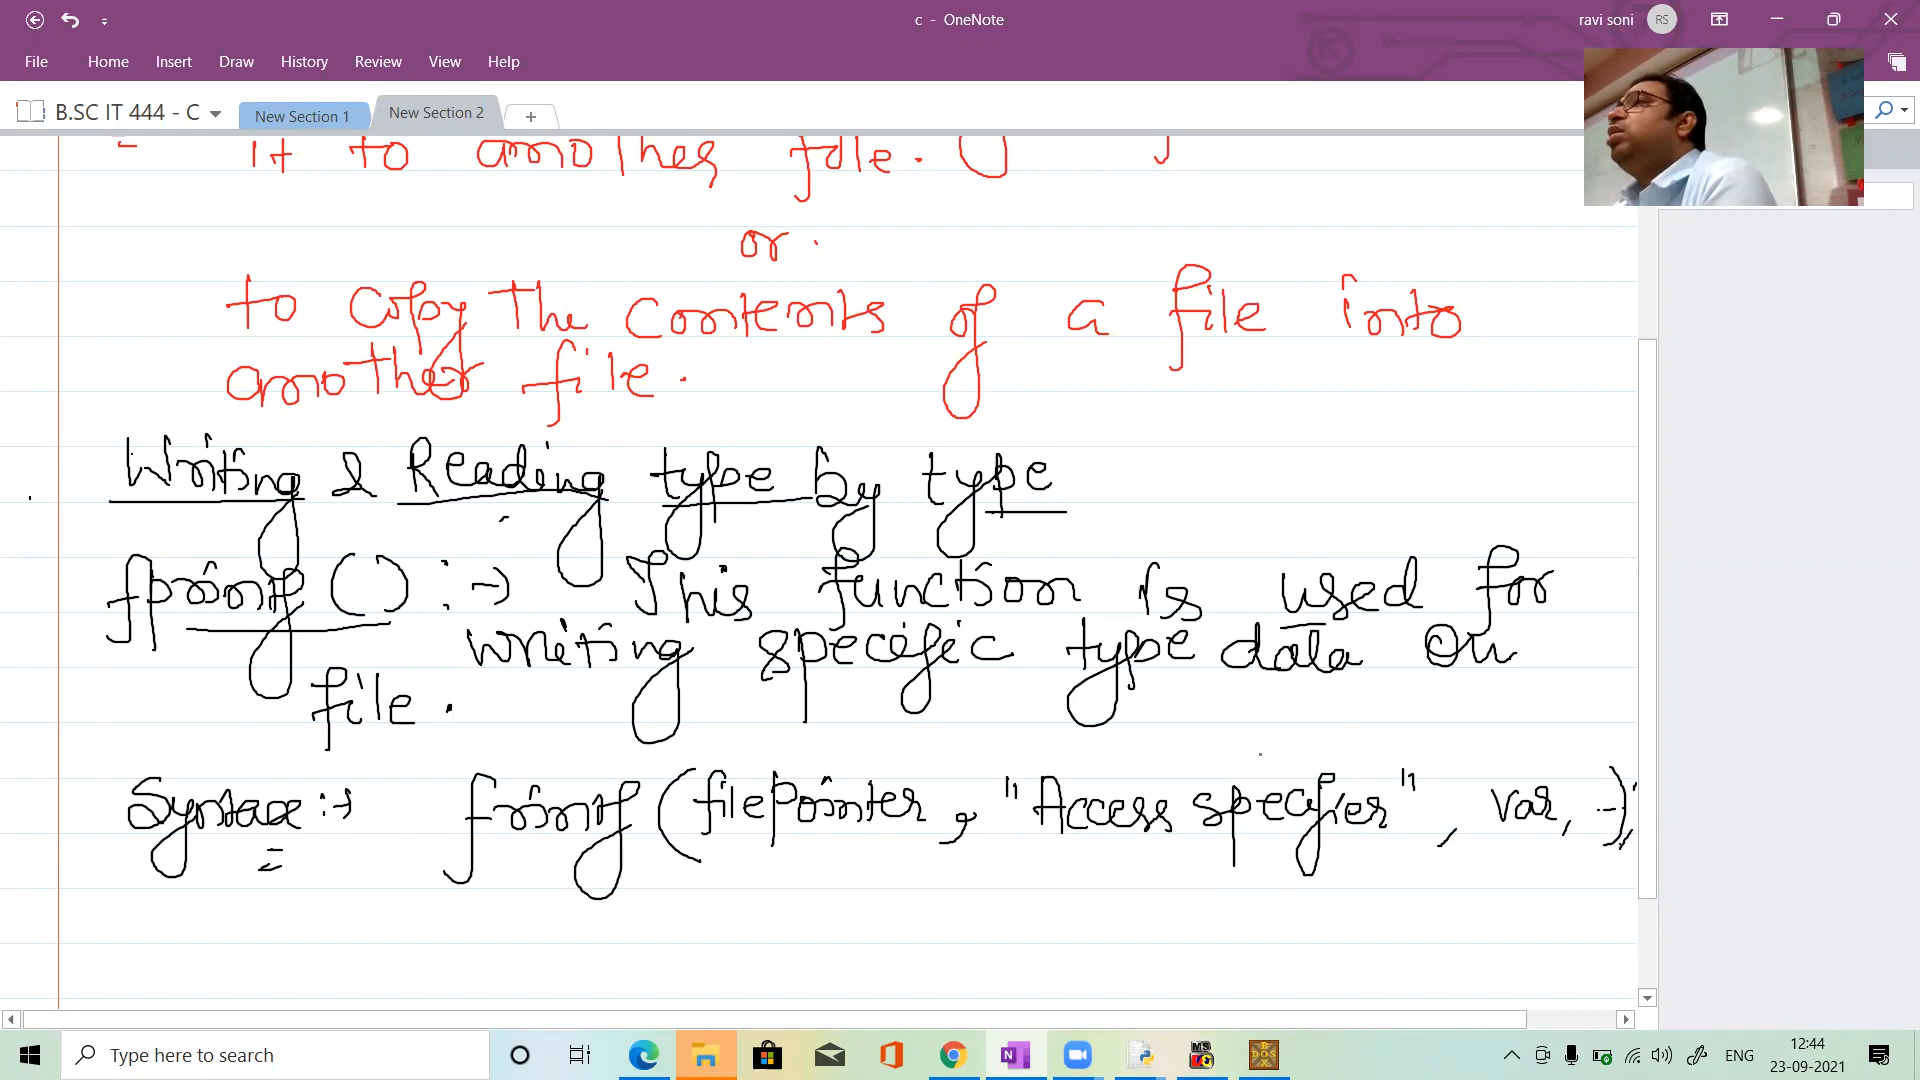 c - OneNote
ravi soni RS
File Home Insert Draw History Review View Help
B.SC IT 444 - C New Section 1 New Section 2 +
it to another file.
or.
to Copy The contents of a file into
another file.
Writing & Reading type by type
fprintf () :→ This function is used for
writing specific type data on
file.
Syntax :→ fprintf (filePointer, "Access specifier", var, --);
Type here to search
ENG
12:44
23-09-2021